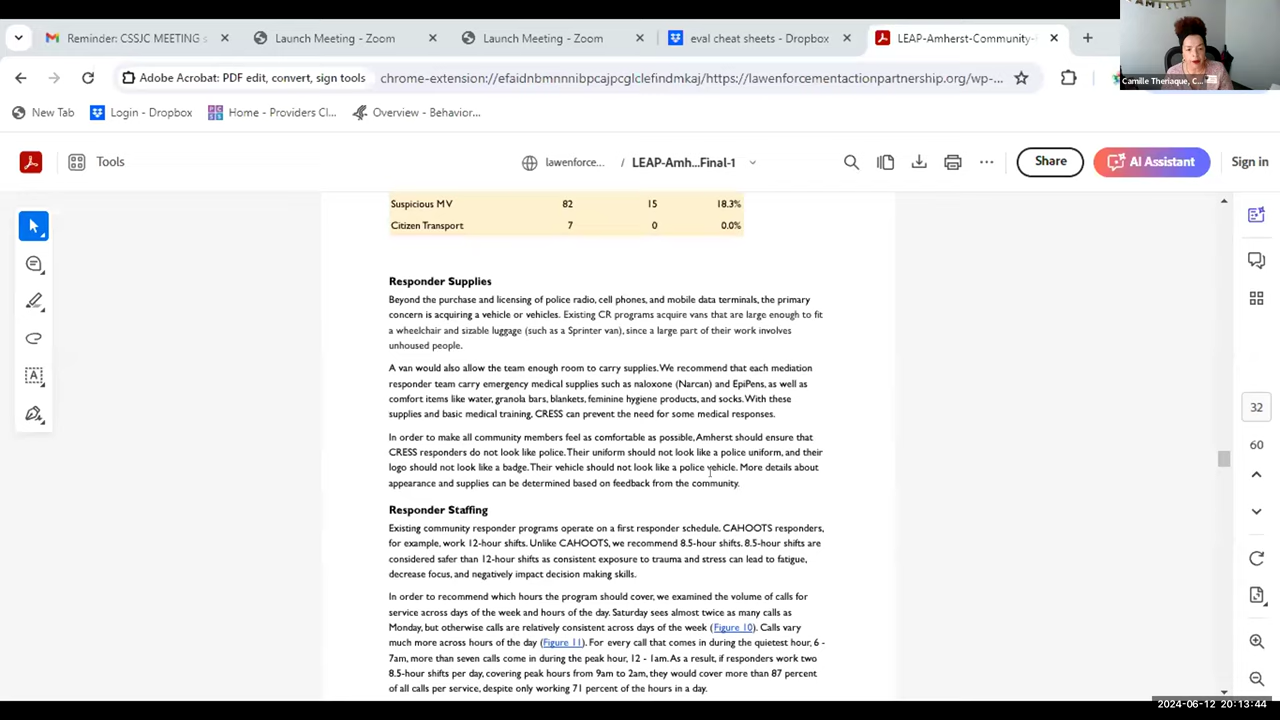 Reminder: CSSJC MEETING s
Launch Meeting - Zoom
Launch Meeting - Zoom
eval cheat sheets - Dropbox
LEAP-Amherst-Community-
Adobe Acrobat: PDF edit, convert, sign tools
chrome-extension://efaidnbmnnnibpcajpcglclefindmkaj/https://lawenforcementactionpartnership.org/wp-...
Camille Theriaque, C...
New Tab
Login - Dropbox
Home - Providers Cl...
Overview - Behavior...
Tools
lawenforce...
/ LEAP-Amh...Final-1
Share
AI Assistant
Sign in
Suspicious MV 82 15 18.3%
Citizen Transport 7 0 0.0%
Responder Supplies
Beyond the purchase and licensing of police radio, cell phones, and mobile data terminals, the primary
concern is acquiring a vehicle or vehicles. Existing CR programs acquire vans that are large enough to fit
a wheelchair and sizable luggage (such as a Sprinter van), since a large part of their work involves
unhoused people.
A van would also allow the team enough room to carry supplies. We recommend that each mediation
responder team carry emergency medical supplies such as naloxone (Narcan) and EpiPens, as well as
comfort items like water, granola bars, blankets, feminine hygiene products, and socks. With these
supplies and basic medical training, CRESS can prevent the need for some medical responses.
In order to make all community members feel as comfortable as possible, Amherst should ensure that
CRESS responders do not look like police. Their uniform should not look like a police uniform, and their
logo should not look like a badge. Their vehicle should not look like a police vehicle. More details about
appearance and supplies can be determined based on feedback from the community.
Responder Staffing
Existing community responder programs operate on a first responder schedule. CAHOOTS responders,
for example, work 12-hour shifts. Unlike CAHOOTS, we recommend 8.5-hour shifts. 8.5-hour shifts are
considered safer than 12-hour shifts as consistent exposure to trauma and stress can lead to fatigue,
decrease focus, and negatively impact decision making skills.
In order to recommend which hours the program should cover, we examined the volume of calls for
service across days of the week and hours of the day. Saturday sees almost twice as many calls as
Monday, but otherwise calls are relatively consistent across days of the week (Figure 10). Calls vary
much more across hours of the day (Figure 11). For every call that comes in during the quietest hour, 6 -
7am, more than seven calls come in during the peak hour, 12 - 1am. As a result, if responders work two
8.5-hour shifts per day, covering peak hours from 9am to 2am, they would cover more than 87 percent
of all calls per service, despite only working 71 percent of the hours in a day.
32
60
2024-06-12 20:13:44